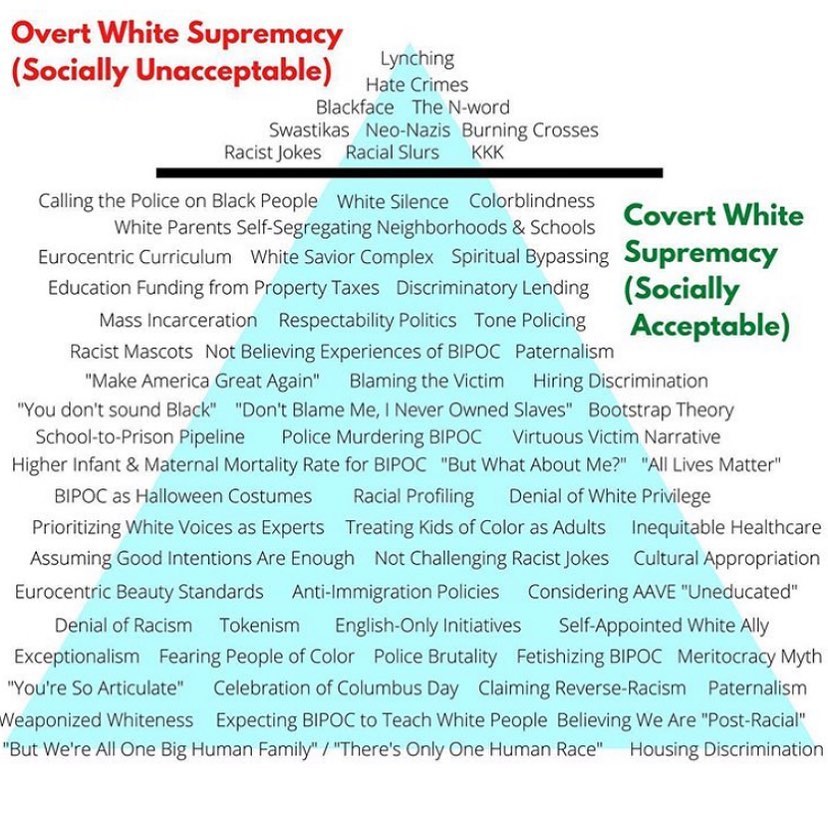 Overt White Supremacy
(Socially Unacceptable)
Lynching
Hate Crimes
Blackface The N-word
Swastikas Neo-Nazis Burning Crosses
Racist Jokes Racial Slurs KKK
Covert White
Supremacy
(Socially
Acceptable)
Calling the Police on Black People White Silence Colorblindness
White Parents Self-Segregating Neighborhoods & Schools
Eurocentric Curriculum White Savior Complex Spiritual Bypassing
Education Funding from Property Taxes Discriminatory Lending
Mass Incarceration Respectability Politics Tone Policing
Racist Mascots Not Believing Experiences of BIPOC Paternalism
"Make America Great Again" Blaming the Victim Hiring Discrimination
"You don't sound Black" "Don't Blame Me, I Never Owned Slaves" Bootstrap Theory
School-to-Prison Pipeline Police Murdering BIPOC Virtuous Victim Narrative
Higher Infant & Maternal Mortality Rate for BIPOC "But What About Me?" "All Lives Matter"
BIPOC as Halloween Costumes Racial Profiling Denial of White Privilege
Prioritizing White Voices as Experts Treating Kids of Color as Adults Inequitable Healthcare
Assuming Good Intentions Are Enough Not Challenging Racist Jokes Cultural Appropriation
Eurocentric Beauty Standards Anti-Immigration Policies Considering AAVE "Uneducated"
Denial of Racism Tokenism English-Only Initiatives Self-Appointed White Ally
Exceptionalism Fearing People of Color Police Brutality Fetishizing BIPOC Meritocracy Myth
"You're So Articulate" Celebration of Columbus Day Claiming Reverse-Racism Paternalism
Weaponized Whiteness Expecting BIPOC to Teach White People Believing We Are "Post-Racial"
"But We're All One Big Human Family" / "There's Only One Human Race" Housing Discrimination